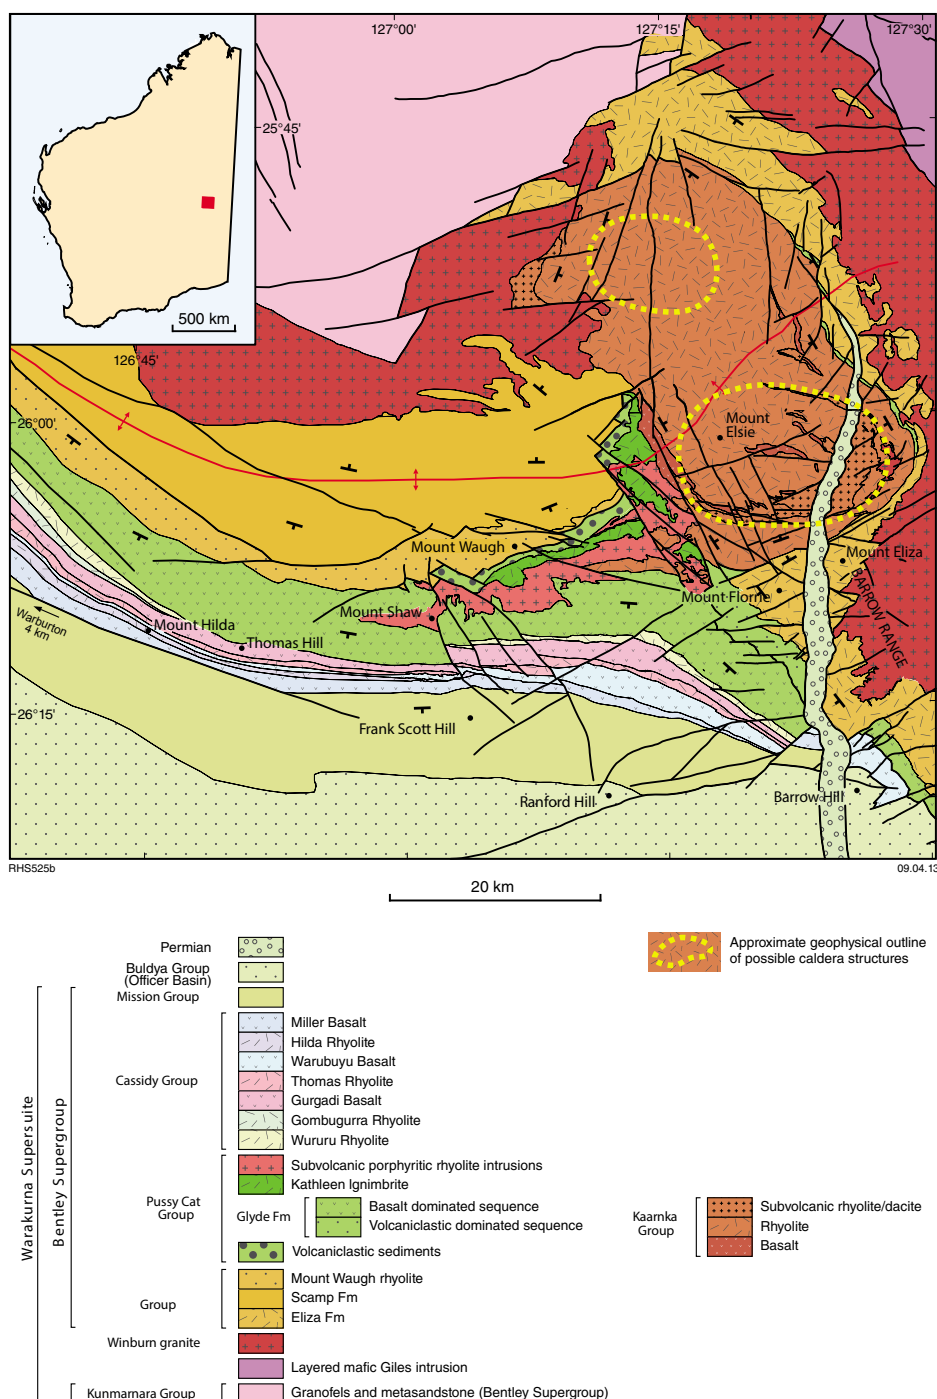 127°00'
127°15'
127°30'
25°45'
500 km
126°45'
26°00'
Mount
Elsie
Mount Waugh
Mount Eliza
Mount Florrie
BARROW RANGE
Mount Shaw
Warburton
4 km
Mount Hilda
Thomas Hill
26°15'
Frank Scott Hill
Ranford Hill
Barrow Hill
RHS525b
09.04.13
20 km
Permian
Buldya Group
(Officer Basin)
Mission Group
Approximate geophysical outline
of possible caldera structures
Warakurna Supersuite
Bentley Supergroup
Cassidy Group
Miller Basalt
Hilda Rhyolite
Warubuyu Basalt
Thomas Rhyolite
Gurgadi Basalt
Gombugurra Rhyolite
Wururu Rhyolite
Pussy Cat
Group
Subvolcanic porphyritic rhyolite intrusions
Kathleen Ignimbrite
Glyde Fm
Basalt dominated sequence
Volcaniclastic dominated sequence
Volcaniclastic sediments
Kaarnka
Group
Subvolcanic rhyolite/dacite
Rhyolite
Basalt
Group
Mount Waugh rhyolite
Scamp Fm
Eliza Fm
Winburn granite
Layered mafic Giles intrusion
Kunmarnara Group
Granofels and metasandstone (Bentley Supergroup)